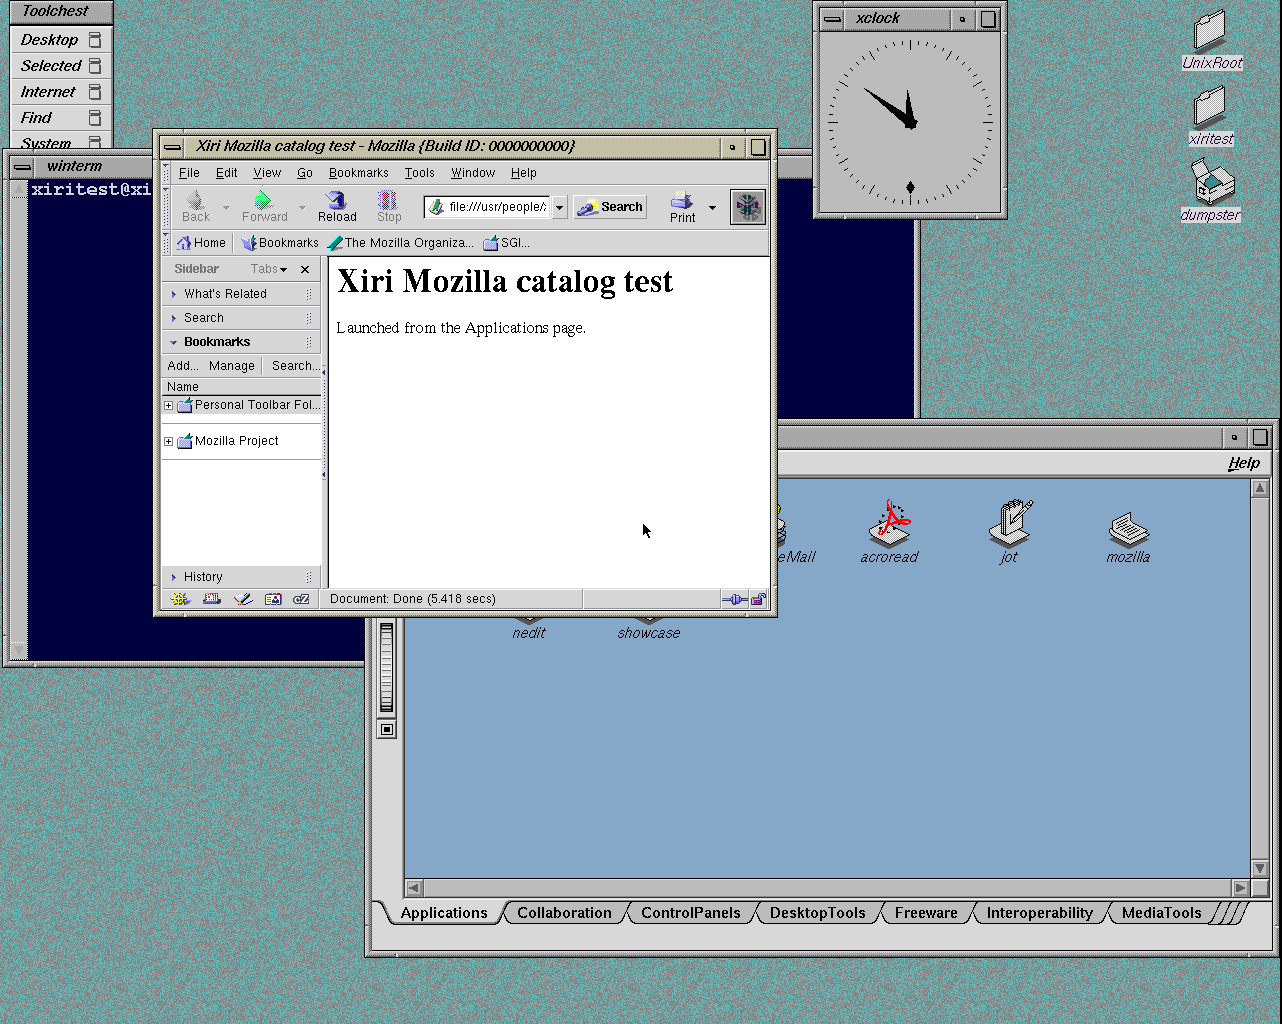 Toolchest
Desktop
Selected
Internet
Find
System
winterm
xiritest@xi
Xiri Mozilla catalog test - Mozilla {Build ID: 0000000000}
File Edit View Go Bookmarks Tools Window Help
Back Forward Reload Stop file:///usr/people/ Search Print
Home Bookmarks The Mozilla Organiza... SGI...
Sidebar Tabs
What's Related
Search
Bookmarks
Add... Manage Search...
Name
Personal Toolbar Fol...
Mozilla Project
History
Xiri Mozilla catalog test
Launched from the Applications page.
Document: Done (5.418 secs)
xclock
UnixRoot
xiritest
dumpster
Help
eMail acroread jot mozilla
nedit showcase
Applications Collaboration ControlPanels DesktopTools Freeware Interoperability MediaTools